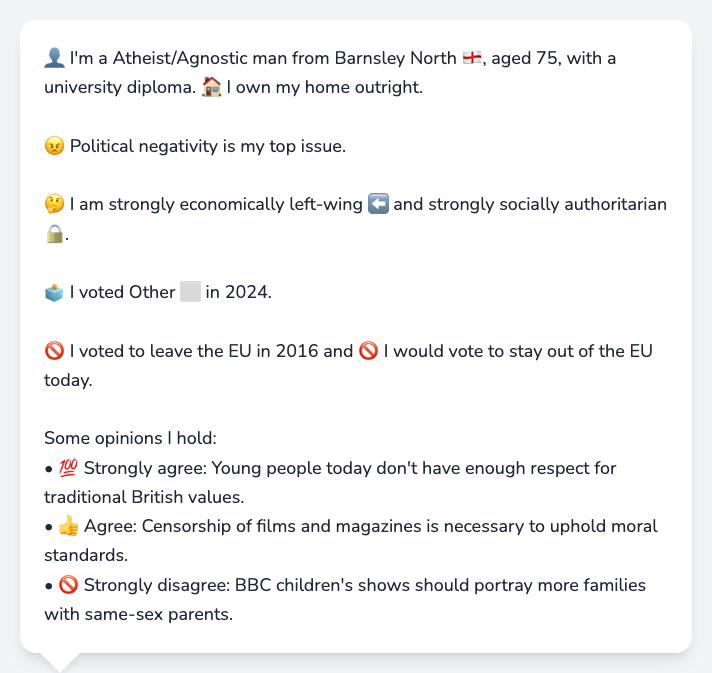 👤 I'm a Atheist/Agnostic man from Barnsley North 🏴󠁧󠁢󠁥󠁮󠁧󠁿, aged 75, with a
university diploma. 🏠 I own my home outright.
😠 Political negativity is my top issue.
🤔 I am strongly economically left-wing ⬅️ and strongly socially authoritarian
🔒.
🗳️ I voted Other ⬜ in 2024.
🚫 I voted to leave the EU in 2016 and 🚫 I would vote to stay out of the EU
today.
Some opinions I hold:
• 💯 Strongly agree: Young people today don't have enough respect for
traditional British values.
• 👍 Agree: Censorship of films and magazines is necessary to uphold moral
standards.
• 🚫 Strongly disagree: BBC children's shows should portray more families
with same-sex parents.